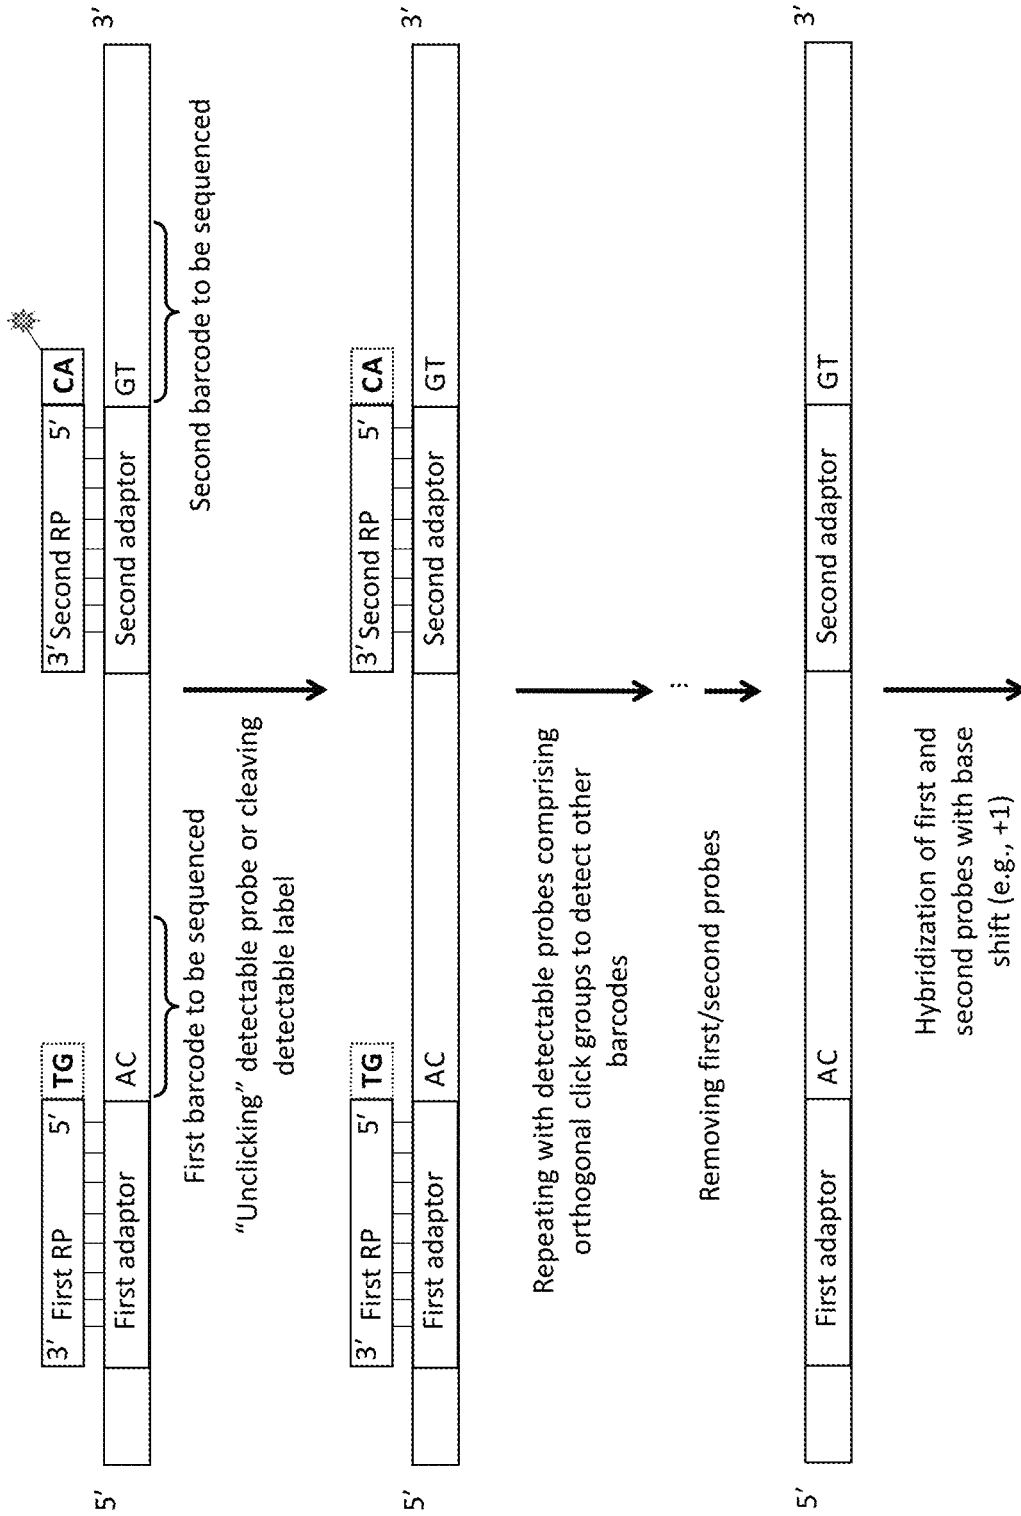 3′ First RP 5′ TG
3′ Second RP 5′ CA
5′ First adaptor AC Second adaptor GT 3′
First barcode to be sequenced
Second barcode to be sequenced
“Unclicking” detectable probe or cleaving
detectable label
3′ First RP 5′ TG
3′ Second RP 5′ CA
5′ First adaptor AC Second adaptor GT 3′
Repeating with detectable probes comprising
orthogonal click groups to detect other
barcodes
Removing first/second probes
5′ First adaptor AC Second adaptor GT 3′
Hybridization of first and
second probes with base
shift (e.g., +1)